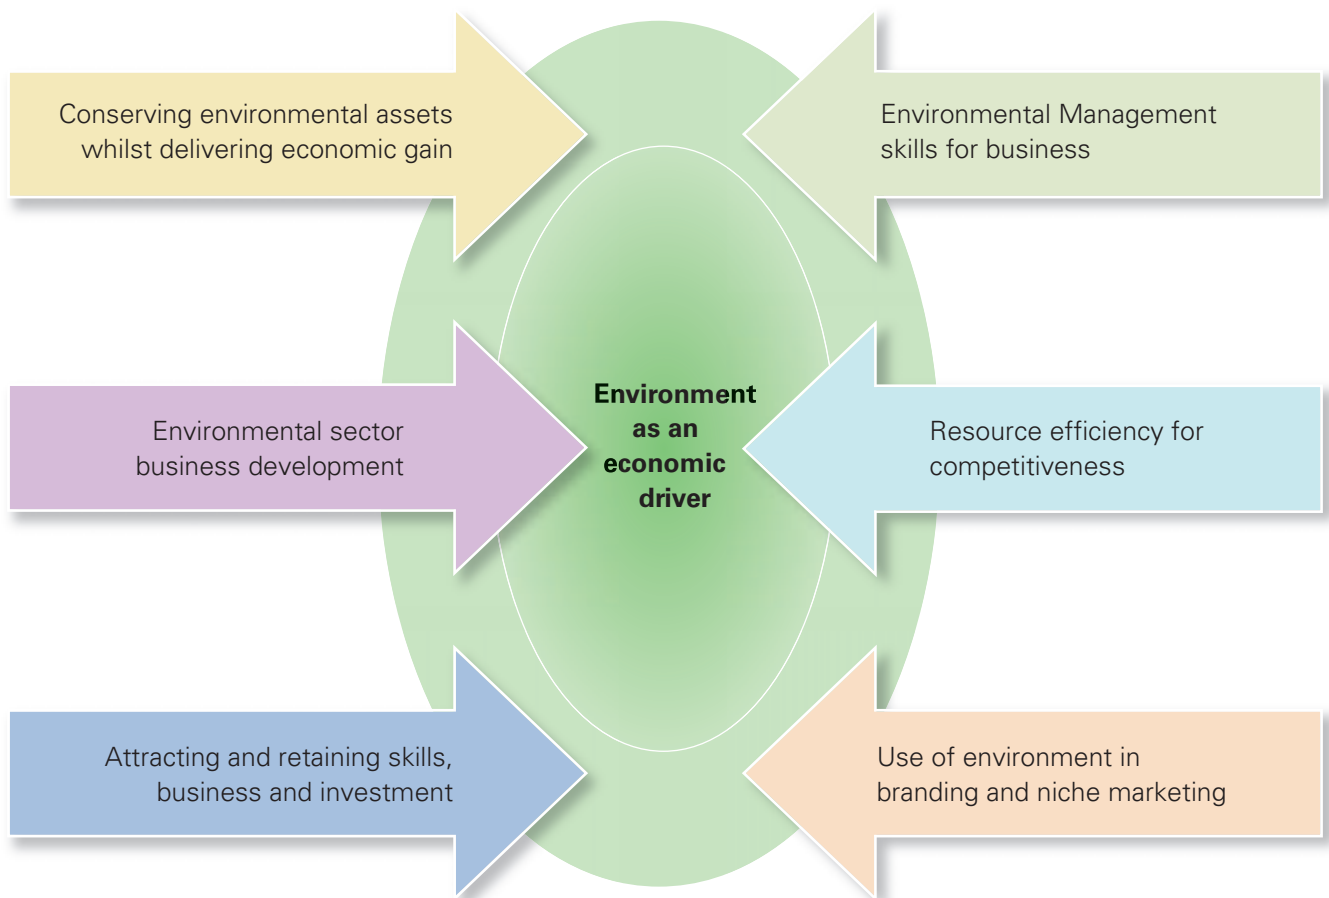 Conserving environmental assets
whilst delivering economic gain
Environmental Management
skills for business
Environmental sector
business development
Environment
as an
economic
driver
Resource efficiency for
competitiveness
Attracting and retaining skills,
business and investment
Use of environment in
branding and niche marketing